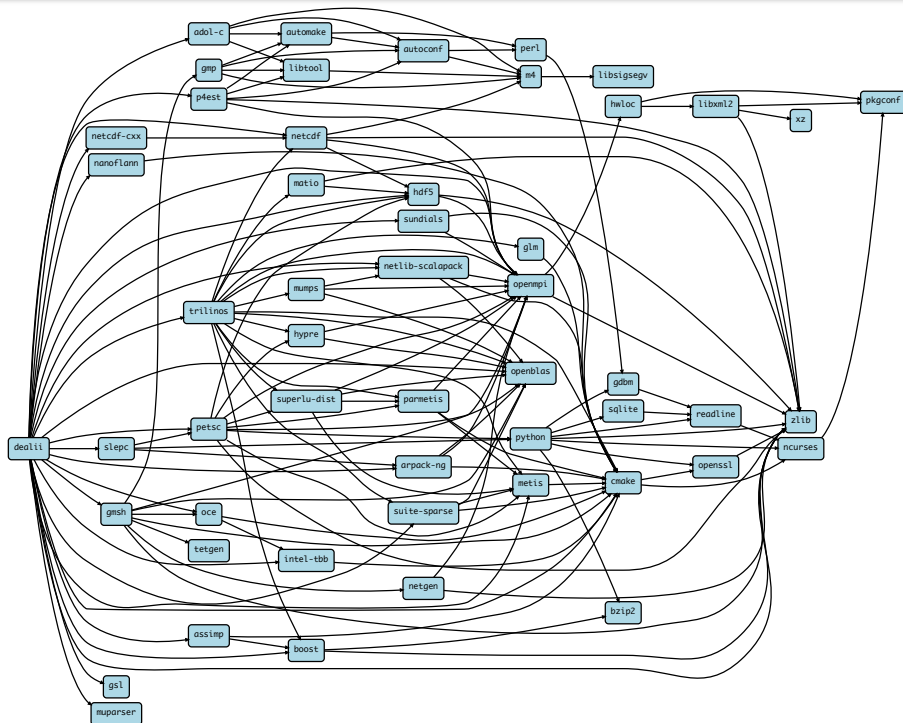 adol-c
automake
perl
autoconf
gmp
libtool
m4
libsigsegv
p4est
hwloc
libxml2
pkgconf
xz
netcdf-cxx
netcdf
nanoflann
matio
hdf5
sundials
glm
netlib-scalapack
openmpi
mumps
trilinos
hypre
openblas
gdbm
superlu-dist
parmetis
sqlite
readline
zlib
petsc
python
dealii
slepc
ncurses
arpack-ng
openssl
metis
cmake
gmsh
oce
suite-sparse
tetgen
intel-tbb
netgen
bzip2
assimp
boost
gsl
muparser